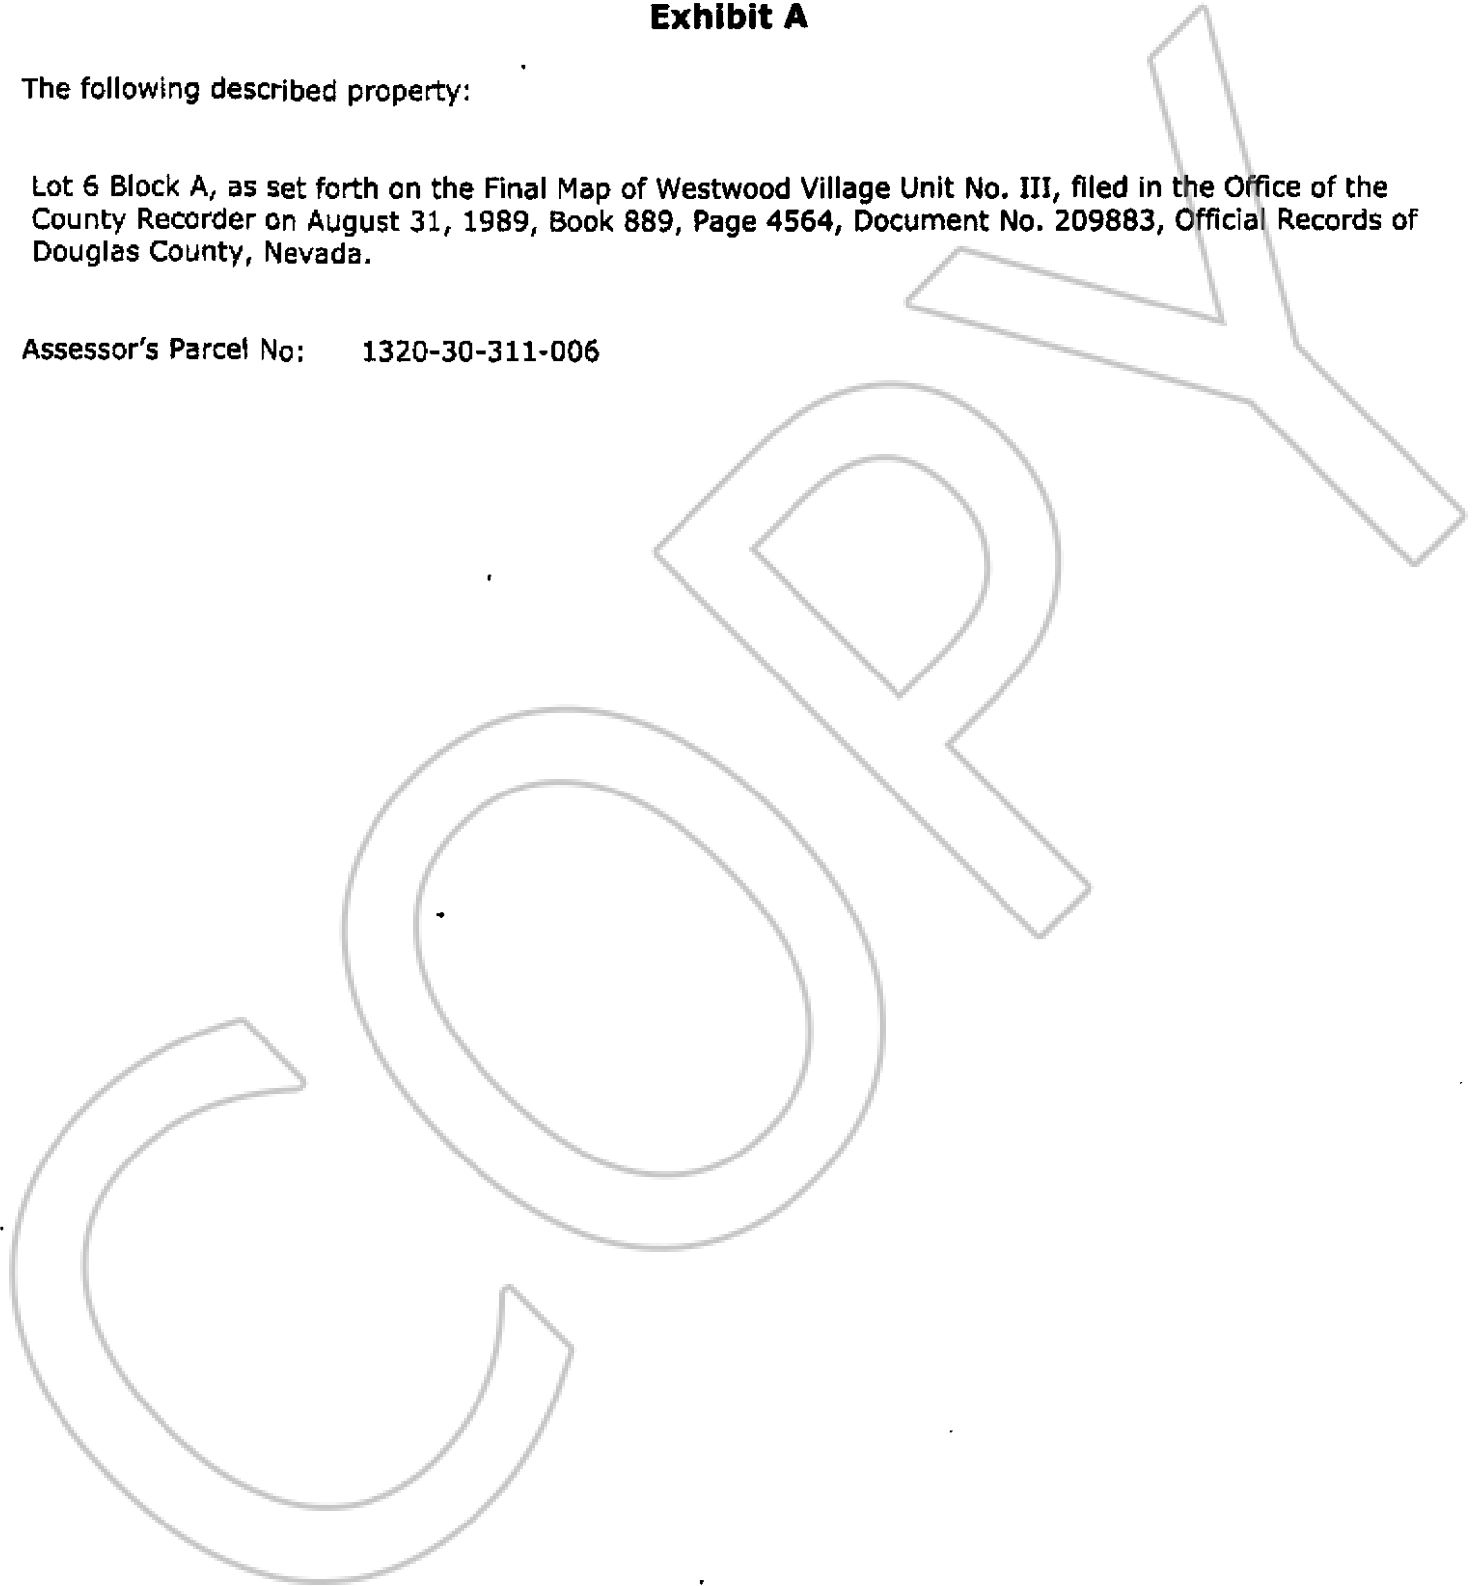 Exhibit A
The following described property:
Lot 6 Block A, as set forth on the Final Map of Westwood Village Unit No. III, filed in the Office of the
County Recorder on August 31, 1989, Book 889, Page 4564, Document No. 209883, Official Records of
Douglas County, Nevada.
Assessor's Parcel No: 1320-30-311-006
COPY